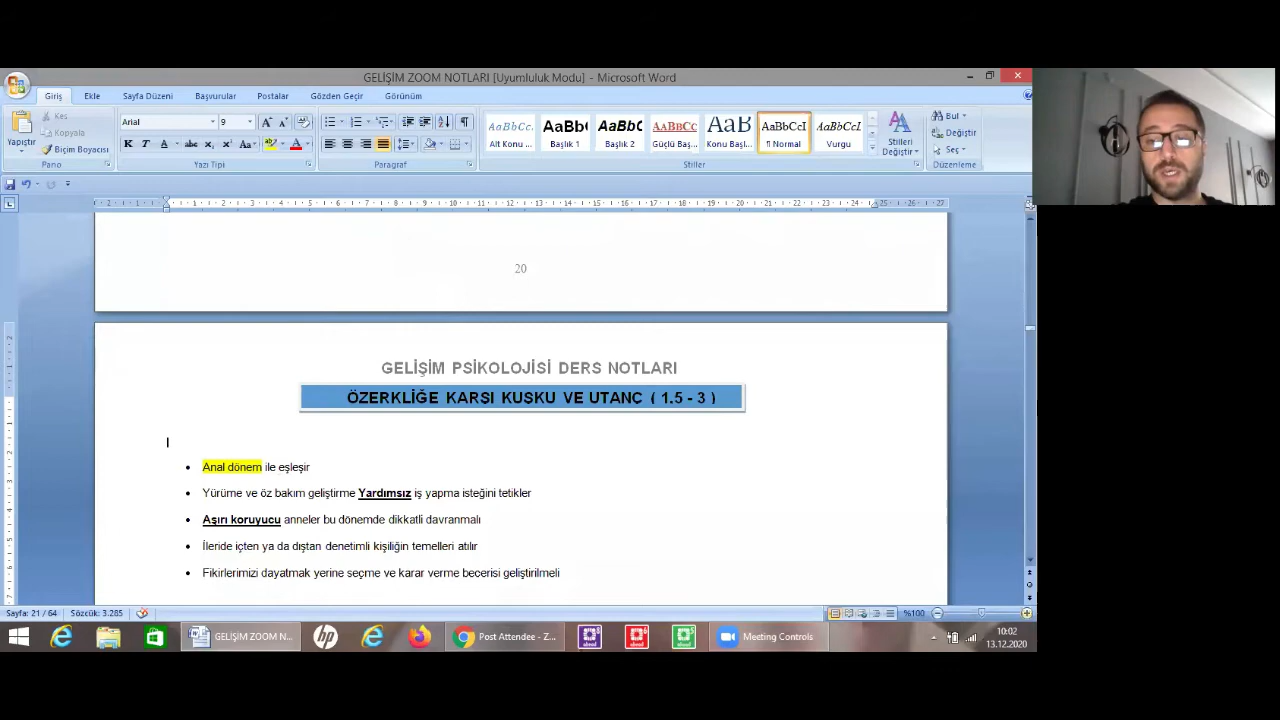 GELİŞİM ZOOM NOTLARI [Uyumluluk Modu] - Microsoft Word
Giriş Ekle Sayfa Düzeni Başvurular Postalar Gözden Geçir Görünüm
Yapıştır
Kes
Kopyala
Biçim Boyacısı
Pano
Arial 9
Yazı Tipi
Paragraf
AaBbCc. AaBbC AaBbC AaBbCc AaB AaBbCcI AaBbCcL
Alt Konu ... Başlık 1 Başlık 2 Güçlü Baş... Konu Başl... ¶ Normal Vurgu
Stilleri Değiştir
Stiller
Bul
Değiştir
Seç
Düzenleme
20
GELİŞİM PSİKOLOJİSİ DERS NOTLARI
ÖZERKLİĞE KARŞI KUŞKU VE UTANÇ ( 1.5 - 3 )
• Anal dönem ile eşleşir
• Yürüme ve öz bakım geliştirme Yardımsız iş yapma isteğini tetikler
• Aşırı koruyucu anneler bu dönemde dikkatli davranmalı
• İleride içten ya da dıştan denetimli kişiliğin temelleri atılır
• Fikirlerimizi dayatmak yerine seçme ve karar verme becerisi geliştirilmeli
Sayfa: 21 / 64 Sözcük: 3.285 %100
GELİŞİM ZOOM N... Post Attendee - Z... Meeting Controls
10:02
13.12.2020